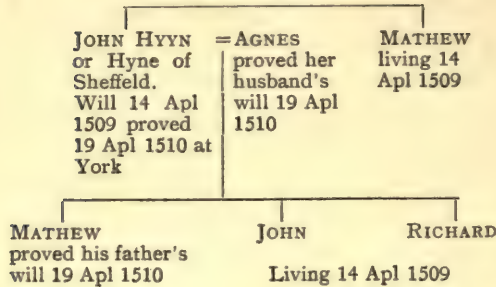 JOHN HYYN = AGNES MATHEW
or Hyne of proved her living 14
Sheffeld. husband's Apl 1509
Will 14 Apl will 19 Apl
1509 proved 1510
19 Apl 1510 at
York
MATHEW JOHN RICHARD
proved his father's
will 19 Apl 1510 Living 14 Apl 1509